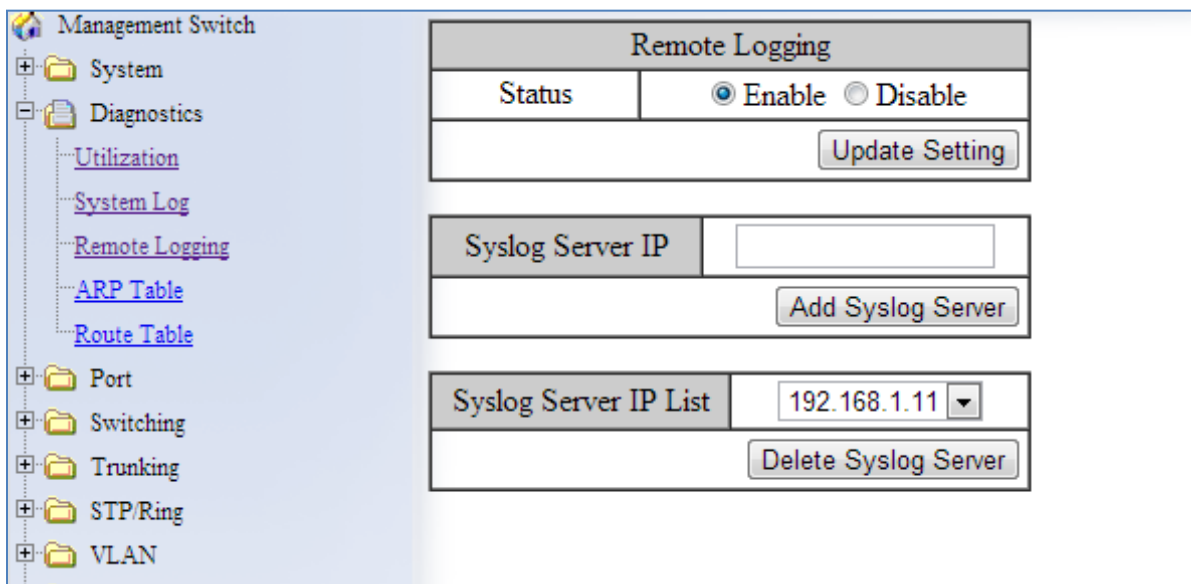 Management Switch
System
Diagnostics
Utilization
System Log
Remote Logging
ARP Table
Route Table
Port
Switching
Trunking
STP/Ring
VLAN
Remote Logging
Status Enable Disable
Update Setting
Syslog Server IP
Add Syslog Server
Syslog Server IP List 192.168.1.11
Delete Syslog Server